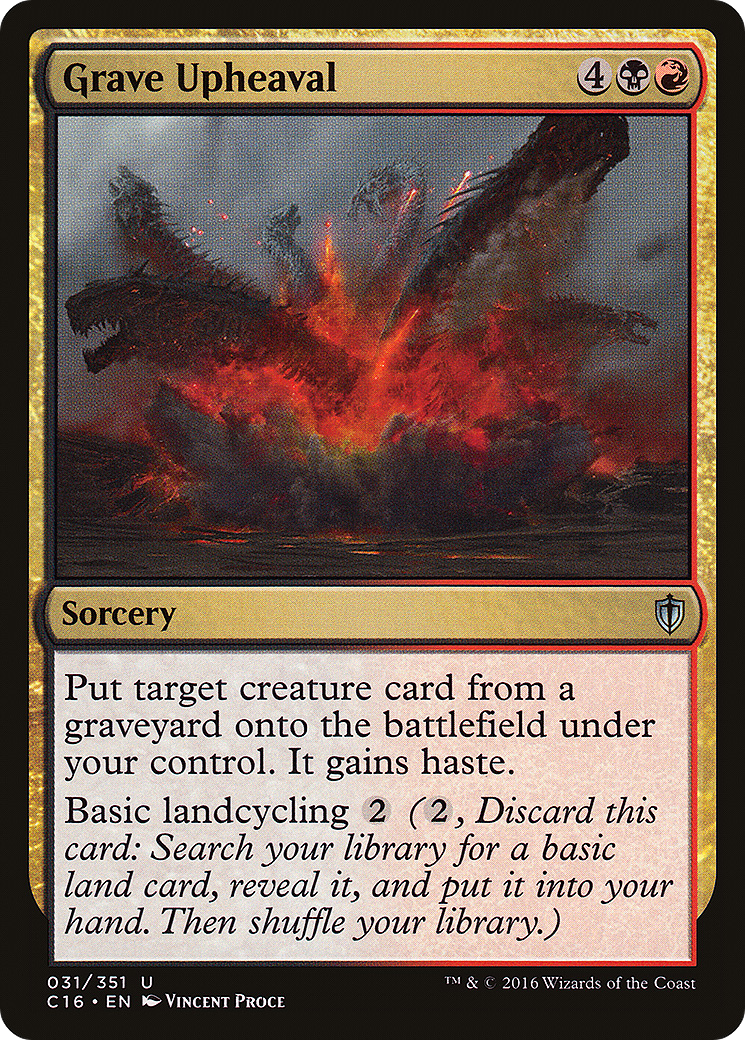 Grave Upheaval 4
Sorcery
Put target creature card from a
graveyard onto the battlefield under
your control. It gains haste.
Basic landcycling 2 (2, Discard this
card: Search your library for a basic
land card, reveal it, and put it into your
hand. Then shuffle your library.)
031/351 U
C16 • EN Vincent Proce
™ & © 2016 Wizards of the Coast